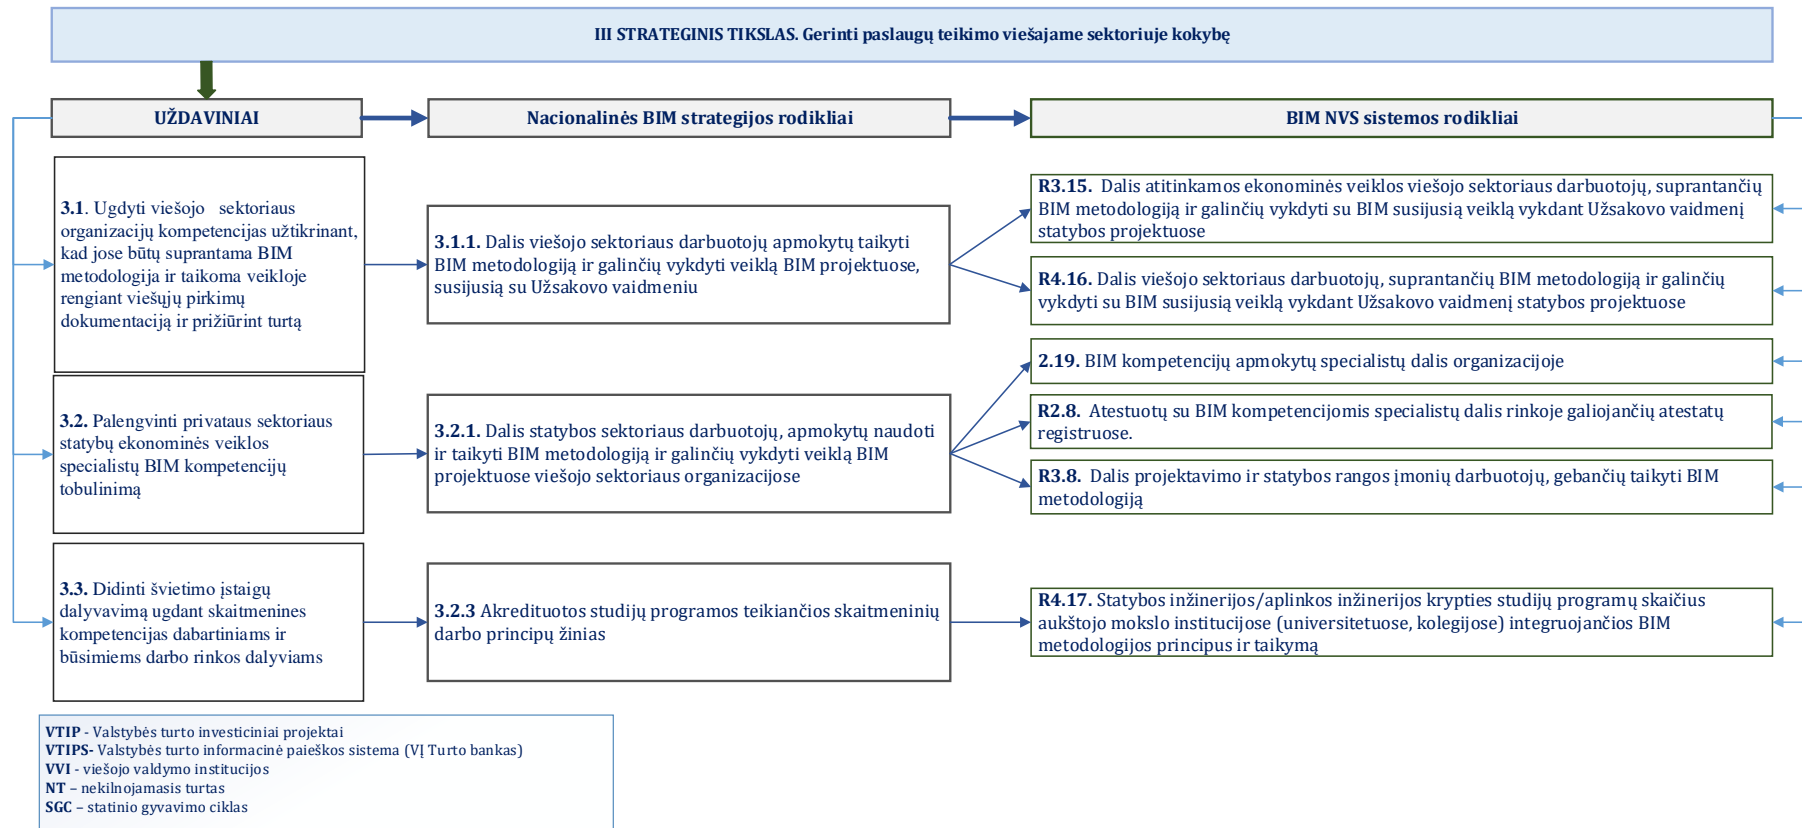 III STRATEGINIS TIKSLAS. Gerinti paslaugų teikimo viešajame sektoriuje kokybę
UŽDAVINIAI
Nacionalinės BIM strategijos rodikliai
BIM NVS sistemos rodikliai
3.1. Ugdyti viešojo sektoriaus
organizacijų kompetencijas užtikrinant,
kad jose būtų suprantama BIM
metodologija ir taikoma veikloje
rengiant viešųjų pirkimų
dokumentaciją ir prižiūrint turtą
3.1.1. Dalis viešojo sektoriaus darbuotojų apmokytų taikyti
BIM metodologiją ir galinčių vykdyti veiklą BIM projektuose,
susijusią su Užsakovo vaidmeniu
R3.15. Dalis atitinkamos ekonominės veiklos viešojo sektoriaus darbuotojų, suprantančių
BIM metodologiją ir galinčių vykdyti su BIM susijusią veiklą vykdant Užsakovo vaidmenį
statybos projektuose
R4.16. Dalis viešojo sektoriaus darbuotojų, suprantančių BIM metodologiją ir galinčių
vykdyti su BIM susijusią veiklą vykdant Užsakovo vaidmenį statybos projektuose
3.2. Palengvinti privataus sektoriaus
statybų ekonominės veiklos
specialistų BIM kompetencijų
tobulinimą
3.2.1. Dalis statybos sektoriaus darbuotojų, apmokytų naudoti
ir taikyti BIM metodologiją ir galinčių vykdyti veiklą BIM
projektuose viešojo sektoriaus organizacijose
2.19. BIM kompetencijų apmokytų specialistų dalis organizacijoje
R2.8. Atestuotų su BIM kompetencijomis specialistų dalis rinkoje galiojančių atestatų
registruose.
R3.8. Dalis projektavimo ir statybos rangos įmonių darbuotojų, gebančių taikyti BIM
metodologiją
3.3. Didinti švietimo įstaigų
dalyvavimą ugdant skaitmenines
kompetencijas dabartiniams ir
būsimiems darbo rinkos dalyviams
3.2.3 Akredituotos studijų programos teikiančios skaitmeninių
darbo principų žinias
R4.17. Statybos inžinerijos/aplinkos inžinerijos krypties studijų programų skaičius
aukštojo mokslo institucijose (universitetuose, kolegijose) integruojančios BIM
metodologijos principus ir taikymą
VTIP - Valstybės turto investiciniai projektai
VTIPS- Valstybės turto informacinė paieškos sistema (VĮ Turto bankas)
VVI - viešojo valdymo institucijos
NT – nekilnojamasis turtas
SGC – statinio gyvavimo ciklas